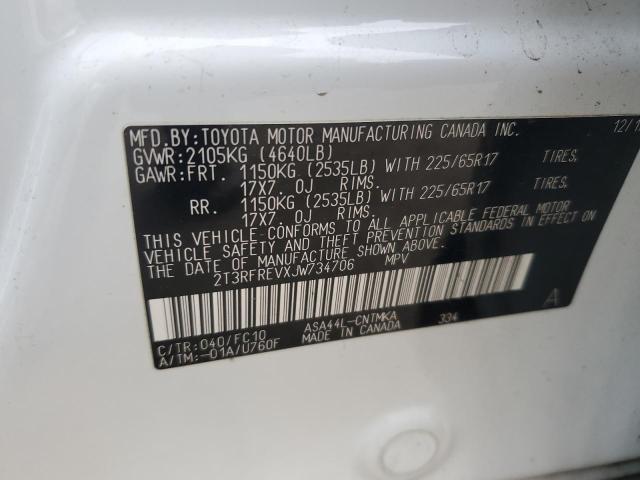 MFD.BY:TOYOTA MOTOR MANUFACTURING CANADA INC. 12/1
GVWR:2105KG (4640LB)
GAWR:FRT. 1150KG (2535LB) WITH 225/65R17 TIRES,
17X7.0J RIMS.
RR. 1150KG (2535LB) WITH 225/65R17 TIRES,
17X7.0J RIMS.
THIS VEHICLE CONFORMS TO ALL APPLICABLE FEDERAL MOTOR
VEHICLE SAFETY AND THEFT PREVENTION STANDARDS IN EFFECT ON
THE DATE OF MANUFACTURE SHOWN ABOVE.
2T3RFREVXJW734706 MPV
A
C/TR:040/FC10 ASA44L-CNTMKA 334
A/TM:-01A/U760F MADE IN CANADA